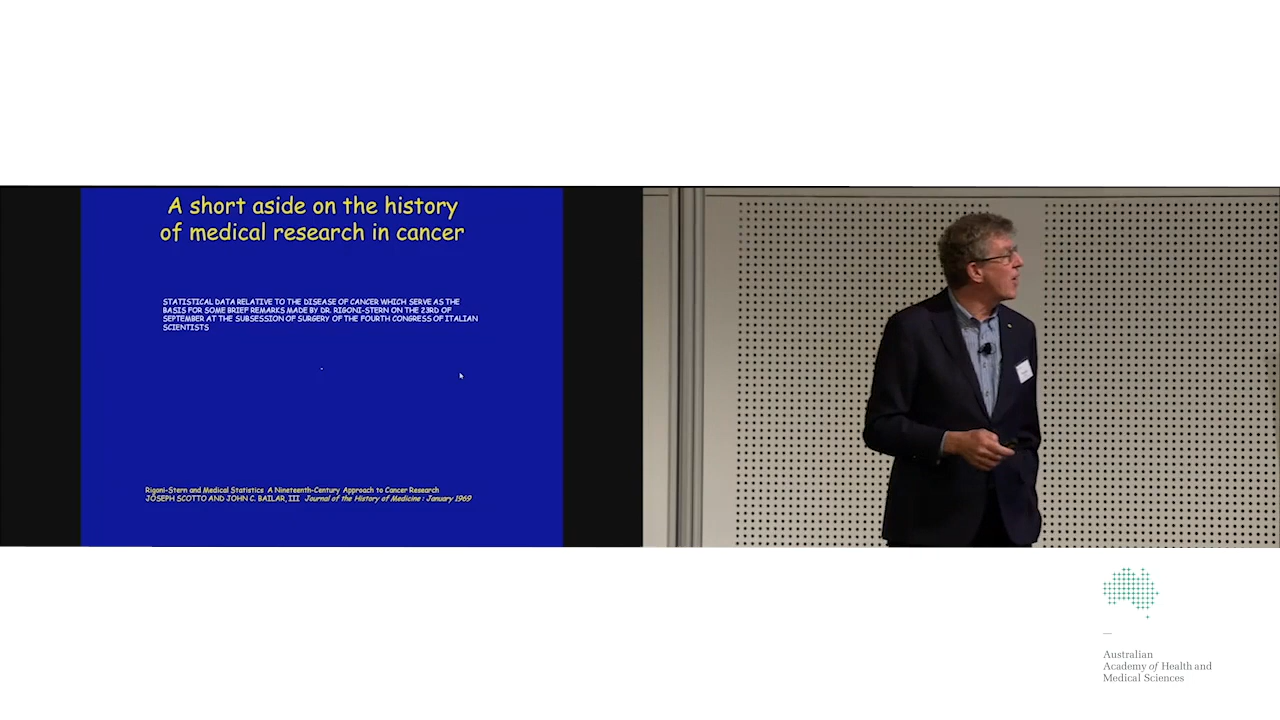 A short aside on the history
of medical research in cancer
STATISTICAL DATA RELATIVE TO THE DISEASE OF CANCER WHICH SERVE AS THE
BASIS FOR SOME BRIEF REMARKS MADE BY DR. RIGONI-STERN ON THE 23RD OF
SEPTEMBER AT THE SUBSESSION OF SURGERY OF THE FOURTH CONGRESS OF ITALIAN
SCIENTISTS
Rigoni-Stern and Medical Statistics A Nineteenth-Century Approach to Cancer Research
JOSEPH SCOTTO AND JOHN C. BAILAR, III Journal of the History of Medicine : January 1969
Australian
Academy of Health and
Medical Sciences